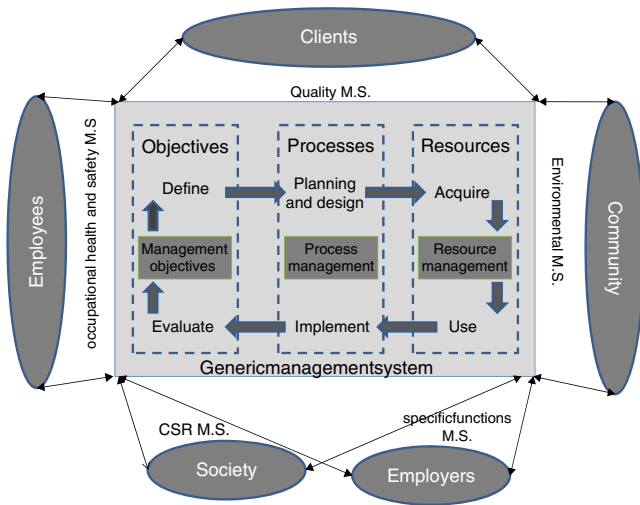 Clients
Quality M.S.
Employees
occupational health and safety M.S
Objectives
Processes
Resources
Define
Planning
and design
Acquire
Management
objectives
Process
management
Resource
management
Evaluate
Implement
Use
Genericmanagementsystem
Environmental M.S.
Community
CSR M.S.
specificfunctions
M.S.
Society
Employers